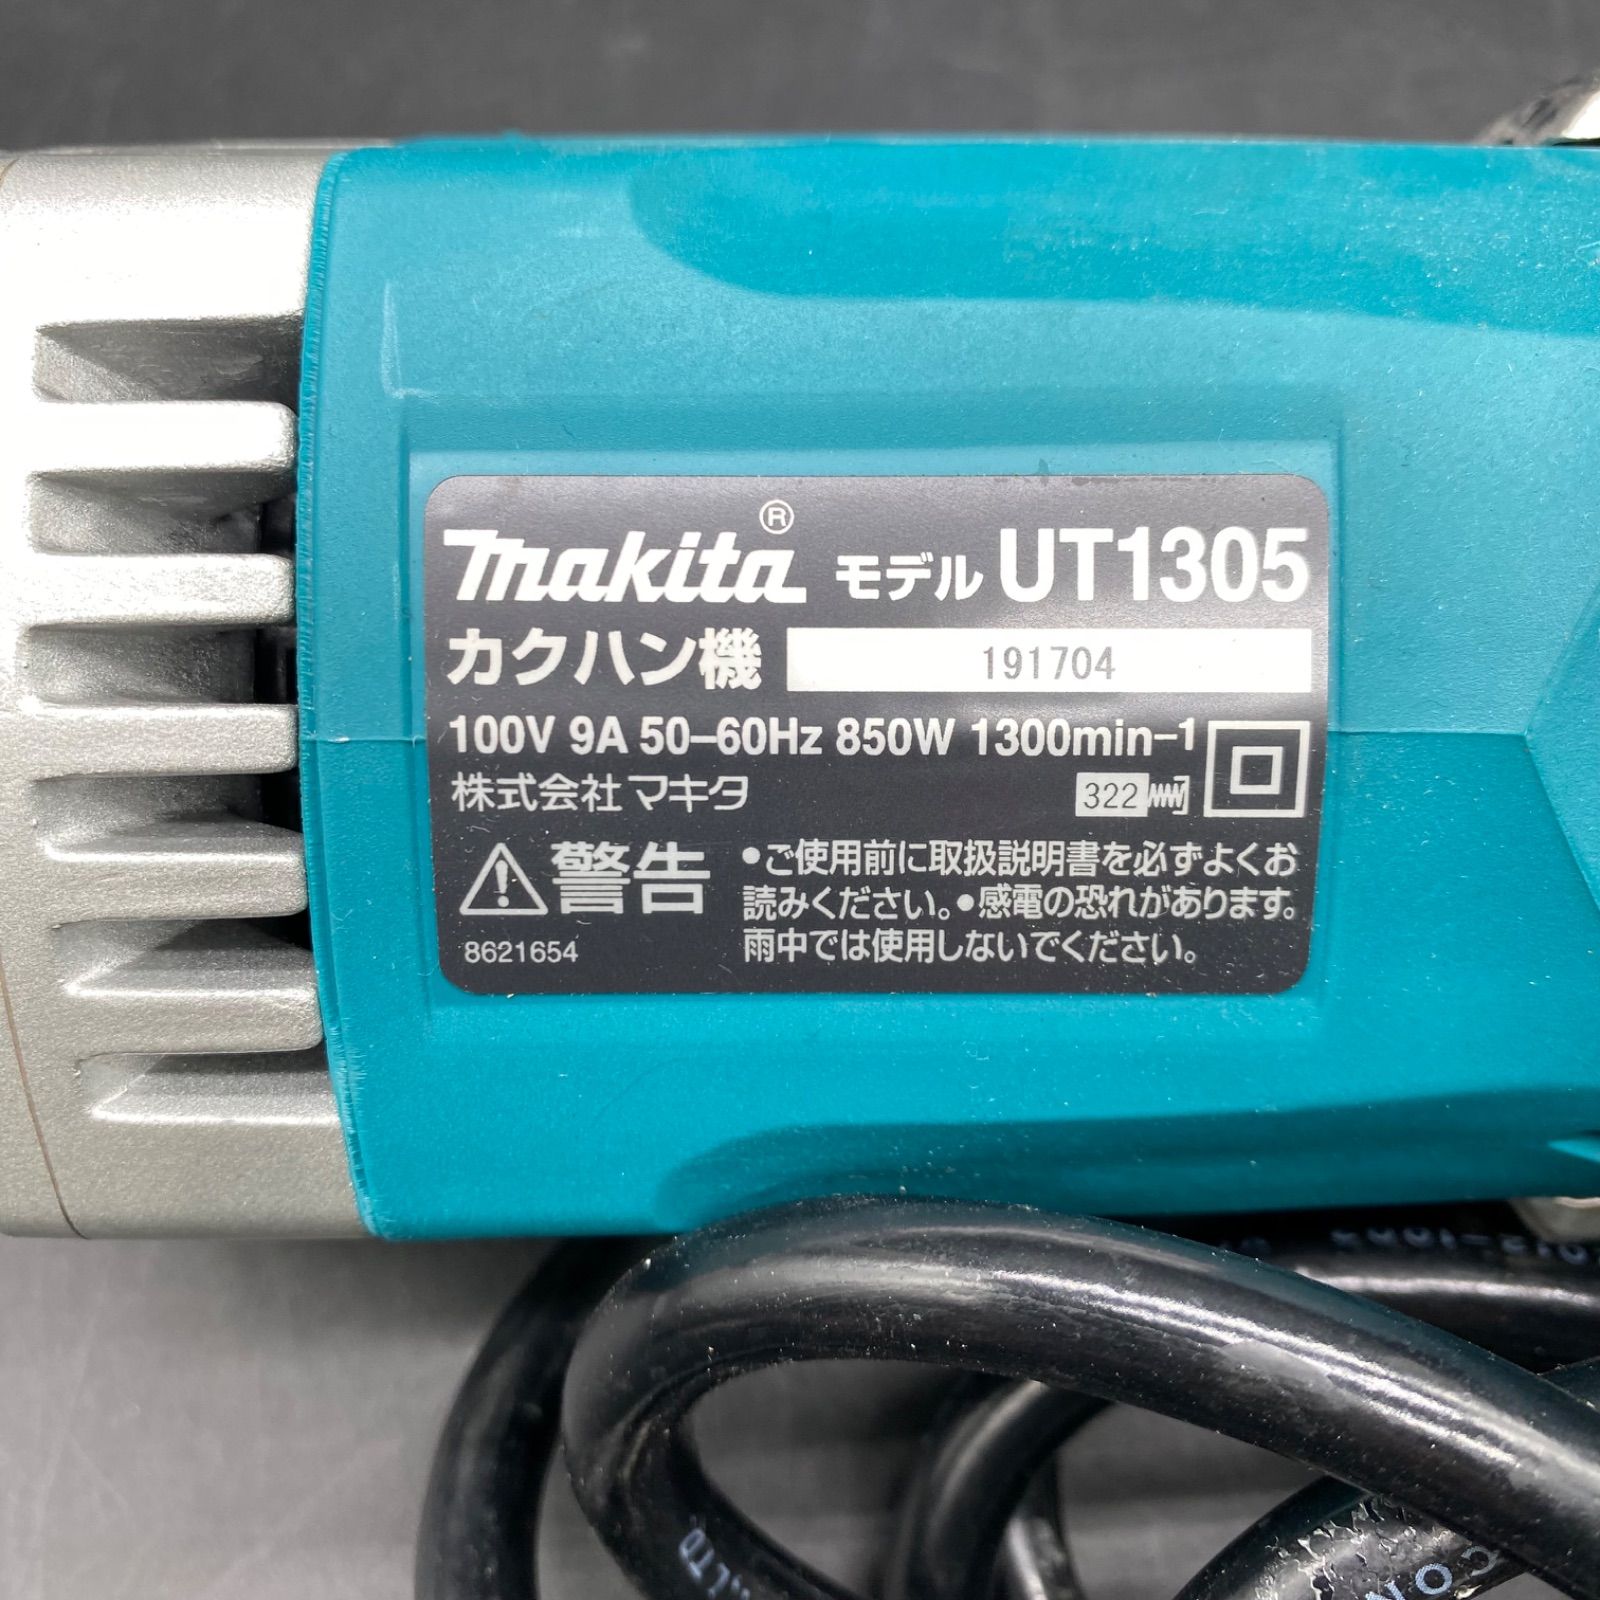 makita® モデル UT1305
カクハン機 191704
100V 9A 50–60Hz 850W 1300min-1
株式会社 マキタ 322
警告 •ご使用前に取扱説明書を必ずよくお
読みください。•感電の恐れがあります。
8621654 雨中では使用しないでください。